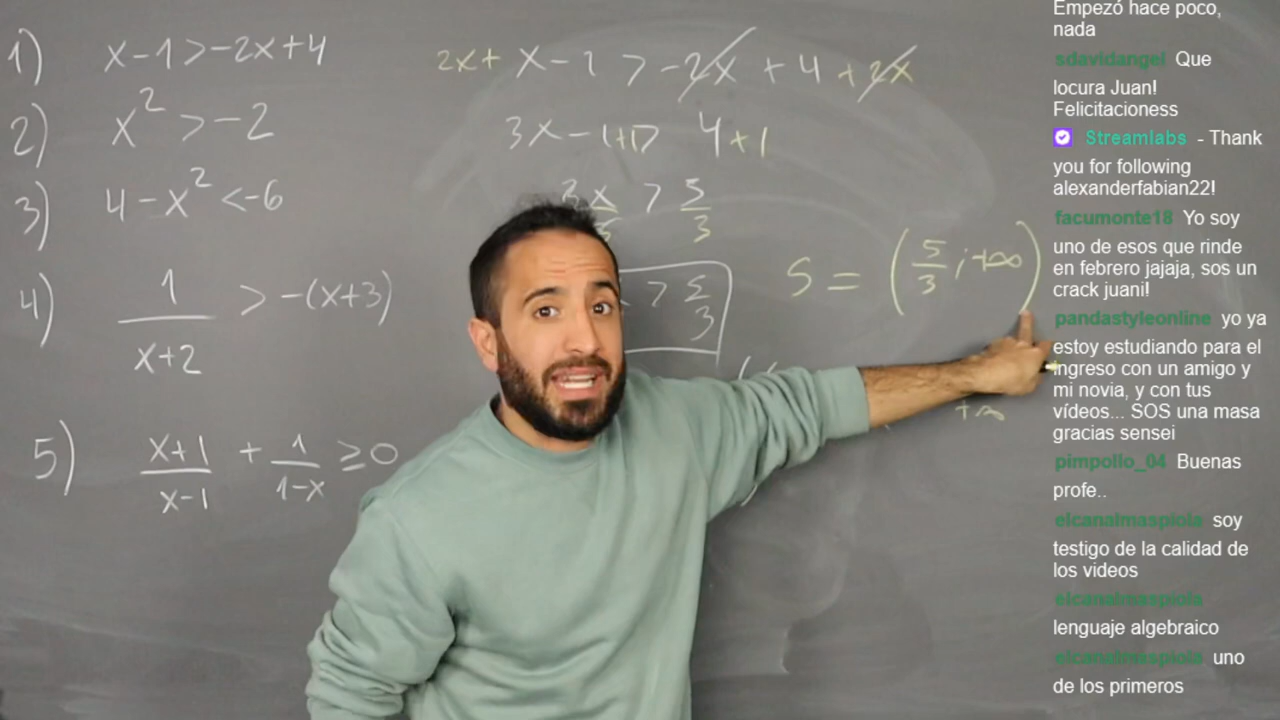 1) x-1>-2x+4
2) x² >-2
3) 4-x² <-6
4) 1/x+2 > -(x+3)
5) x+1/x-1 + 1/1-x ≥0
2x+ x-1 > -2x + 4 + 2x
3x-1+1> 4+1
3x > 5/3
> 5/3
S = (5/3 ; +∞)
+∞
Empezó hace poco,
nada
sdavidangel Que
locura Juan!
Felicitacioness
Streamlabs - Thank
you for following
alexanderfabian22!
facumonte18 Yo soy
uno de esos que rinde
en febrero jajaja, sos un
crack juani!
pandastyleonline yo ya
estoy estudiando para el
ingreso con un amigo y
mi novia, y con tus
vídeos... SOS una masa
gracias sensei
pimpollo_04 Buenas
profe..
elcanalmaspiola soy
testigo de la calidad de
los videos
elcanalmaspiola
lenguaje algebraico
elcanalmaspiola uno
de los primeros